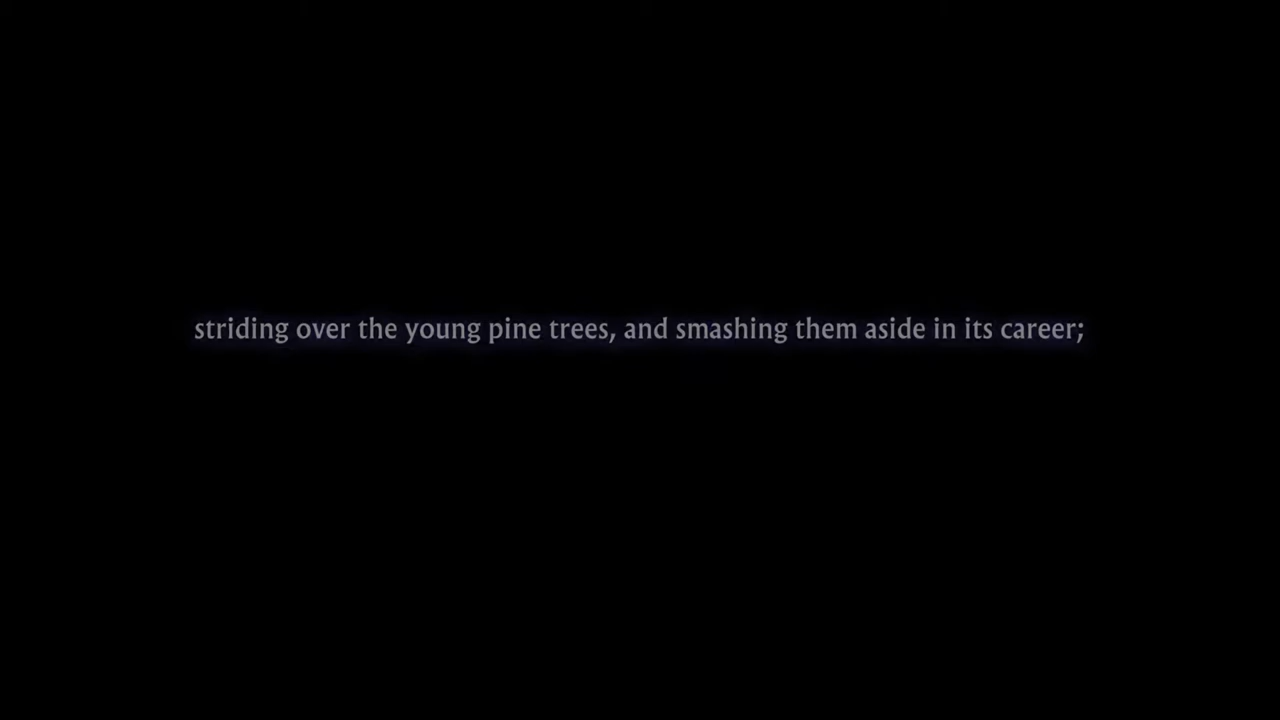 striding over the young pine trees, and smashing them aside in its career;